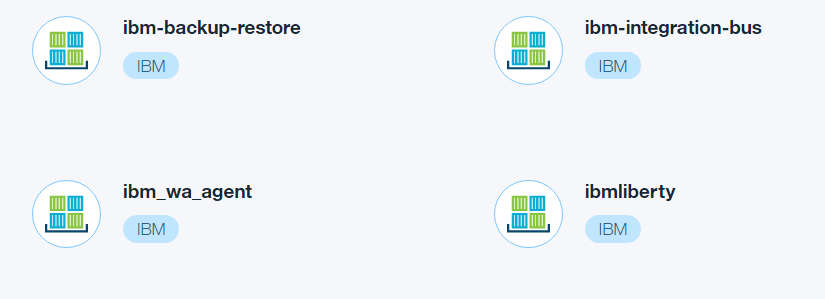 ibm-backup-restore
IBM
ibm-integration-bus
IBM
ibm_wa_agent
IBM
ibmliberty
IBM